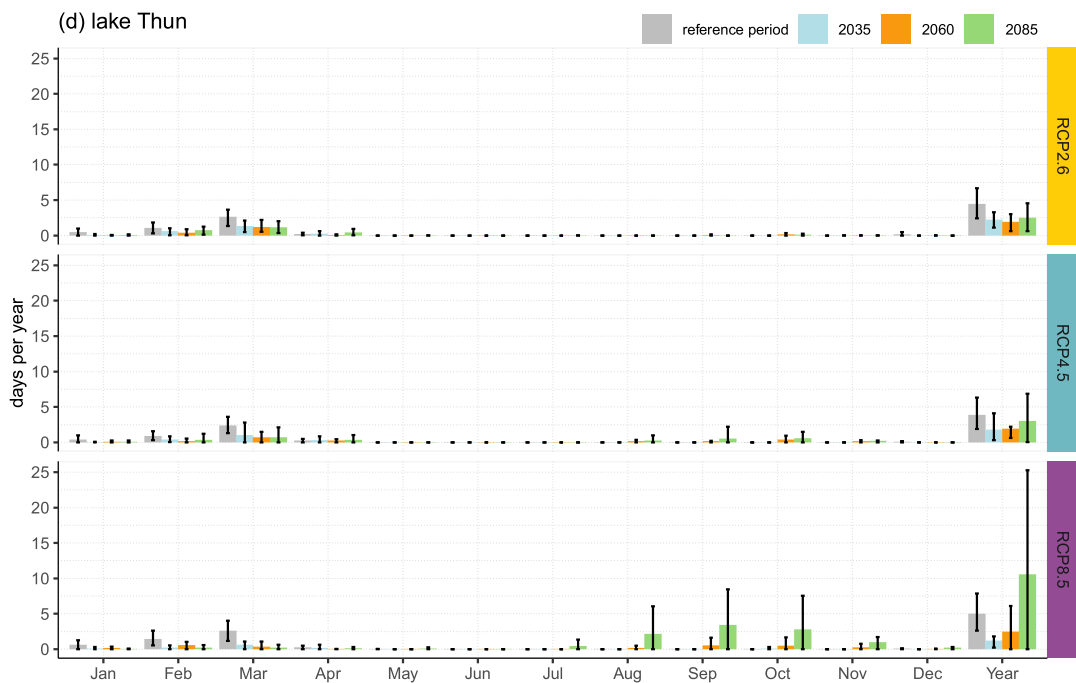 (d) lake Thun
reference period 2035 2060 2085
days per year
25
20
15
10
5
0
RCP2.6
25
20
15
10
5
0
RCP4.5
25
20
15
10
5
0
RCP8.5
Jan Feb Mar Apr May Jun Jul Aug Sep Oct Nov Dec Year